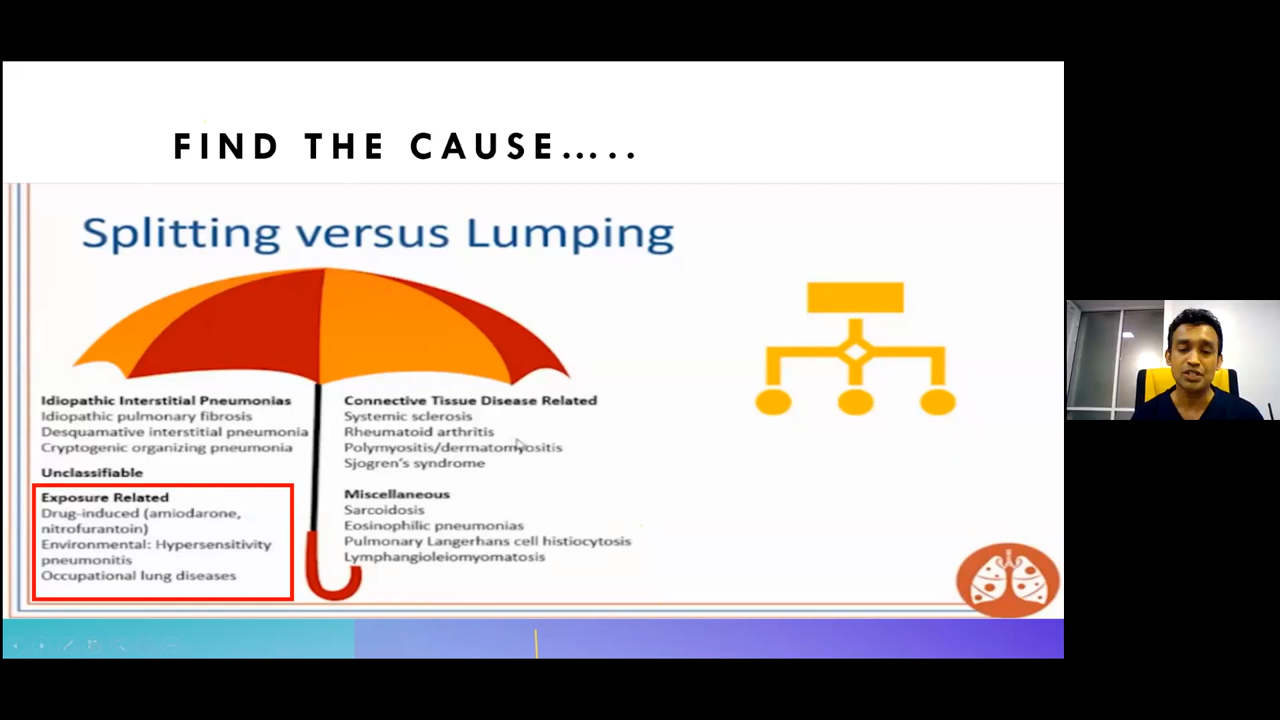 FIND THE CAUSE.....
Splitting versus Lumping
Idiopathic Interstitial Pneumonias
Idiopathic pulmonary fibrosis
Desquamative interstitial pneumonia
Cryptogenic organizing pneumonia
Unclassifiable
Exposure Related
Drug-induced (amiodarone,
nitrofurantoin)
Environmental: Hypersensitivity
pneumonitis
Occupational lung diseases
Connective Tissue Disease Related
Systemic sclerosis
Rheumatoid arthritis
Polymyositis/dermatomyositis
Sjogren's syndrome
Miscellaneous
Sarcoidosis
Eosinophilic pneumonias
Pulmonary Langerhans cell histiocytosis
Lymphangioleiomyomatosis